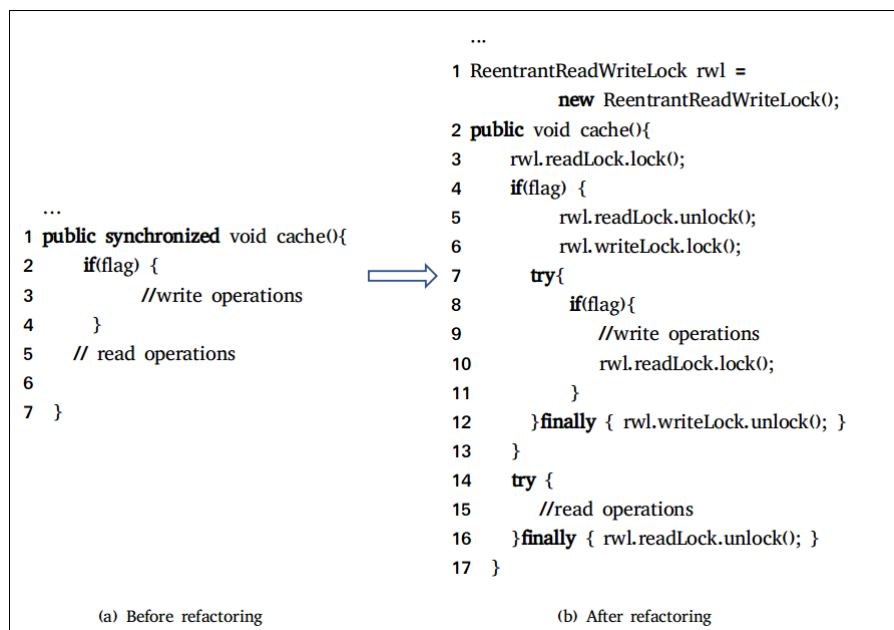 ...
1 public synchronized void cache(){
2 if(flag) {
3 //write operations
4 }
5 // read operations
6
7 }
(a) Before refactoring
...
1 ReentrantReadWriteLock rwl =
new ReentrantReadWriteLock();
2 public void cache(){
3 rwl.readLock.lock();
4 if(flag) {
5 rwl.readLock.unlock();
6 rwl.writeLock.lock();
7 try{
8 if(flag){
9 //write operations
10 rwl.readLock.lock();
11 }
12 }finally { rwl.writeLock.unlock(); }
13 }
14 try {
15 //read operations
16 }finally { rwl.readLock.unlock(); }
17 }
(b) After refactoring